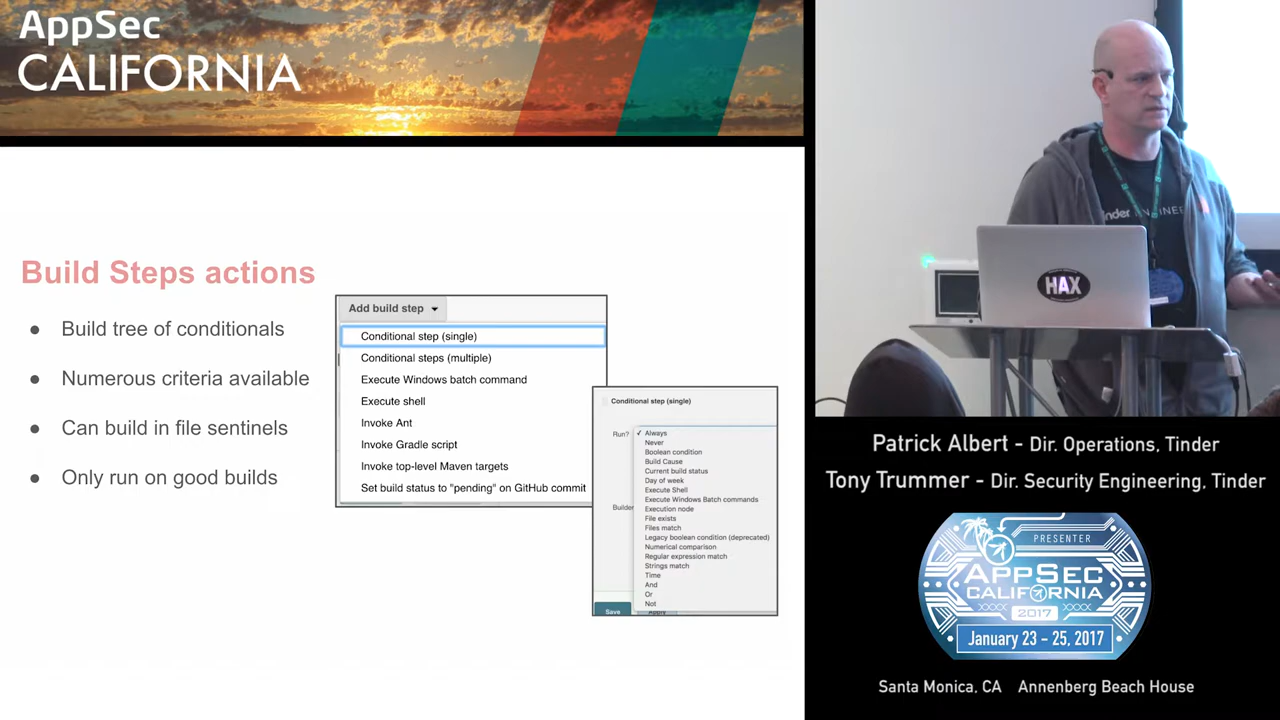 AppSec
CALIFORNIA
Build Steps actions
● Build tree of conditionals
● Numerous criteria available
● Can build in file sentinels
● Only run on good builds
Add build step
Conditional step (single)
Conditional steps (multiple)
Execute Windows batch command
Execute shell
Invoke Ant
Invoke Gradle script
Invoke top-level Maven targets
Set build status to "pending" on GitHub commit
Conditional step (single)
Run?
✓ Always
Never
Boolean condition
Build Cause
Current build status
Day of week
Execute Shell
Execute Windows Batch commands
Execution node
Builder
File exists
Files match
Legacy boolean condition (deprecated)
Numerical comparison
Regular expression match
Strings match
Time
And
Or
Not
Save
Apply
HAX
Patrick Albert - Dir. Operations, Tinder
Tony Trummer - Dir. Security Engineering, Tinder
PRESENTER
APPSEC
CALIFORNIA
2017
January 23 - 25, 2017
Santa Monica, CA Annenberg Beach House